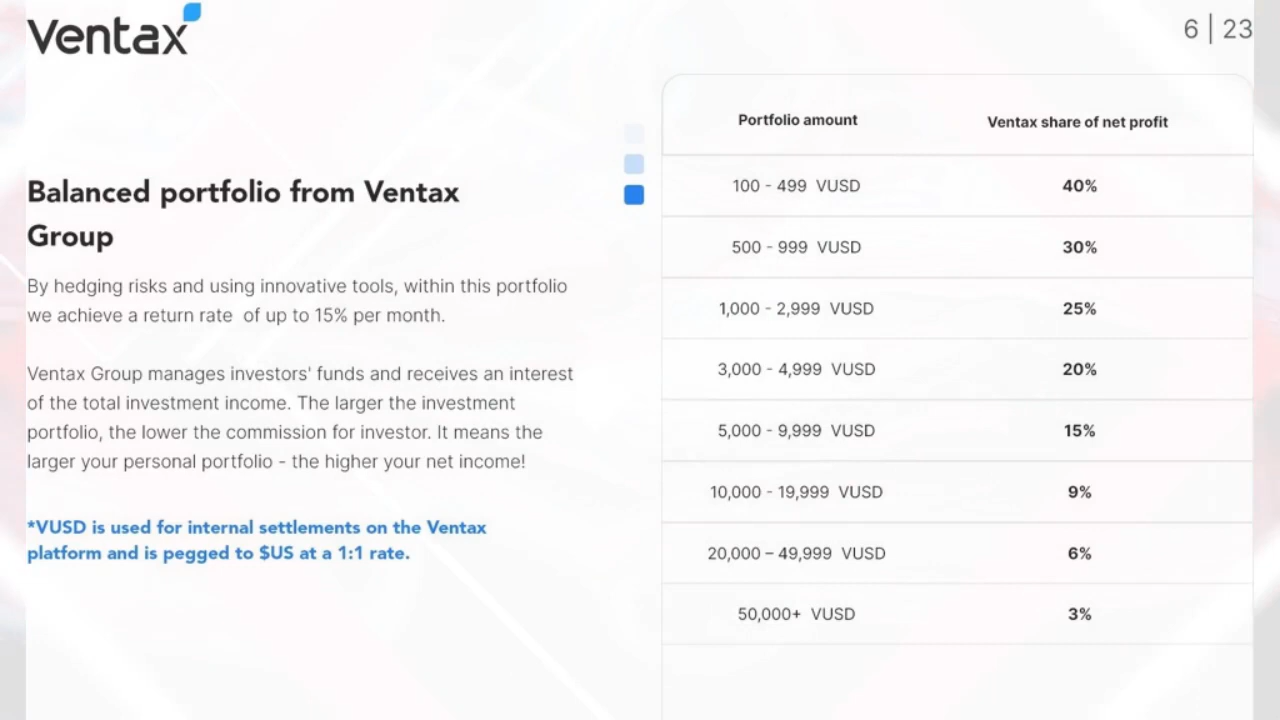 Ventax
6 | 23
Balanced portfolio from Ventax
Group
By hedging risks and using innovative tools, within this portfolio
we achieve a return rate of up to 15% per month.
Ventax Group manages investors' funds and receives an interest
of the total investment income. The larger the investment
portfolio, the lower the commission for investor. It means the
larger your personal portfolio - the higher your net income!
*VUSD is used for internal settlements on the Ventax
platform and is pegged to $US at a 1:1 rate.
Portfolio amount Ventax share of net profit
100 - 499 VUSD 40%
500 - 999 VUSD 30%
1,000 - 2,999 VUSD 25%
3,000 - 4,999 VUSD 20%
5,000 - 9,999 VUSD 15%
10,000 - 19,999 VUSD 9%
20,000 – 49,999 VUSD 6%
50,000+ VUSD 3%